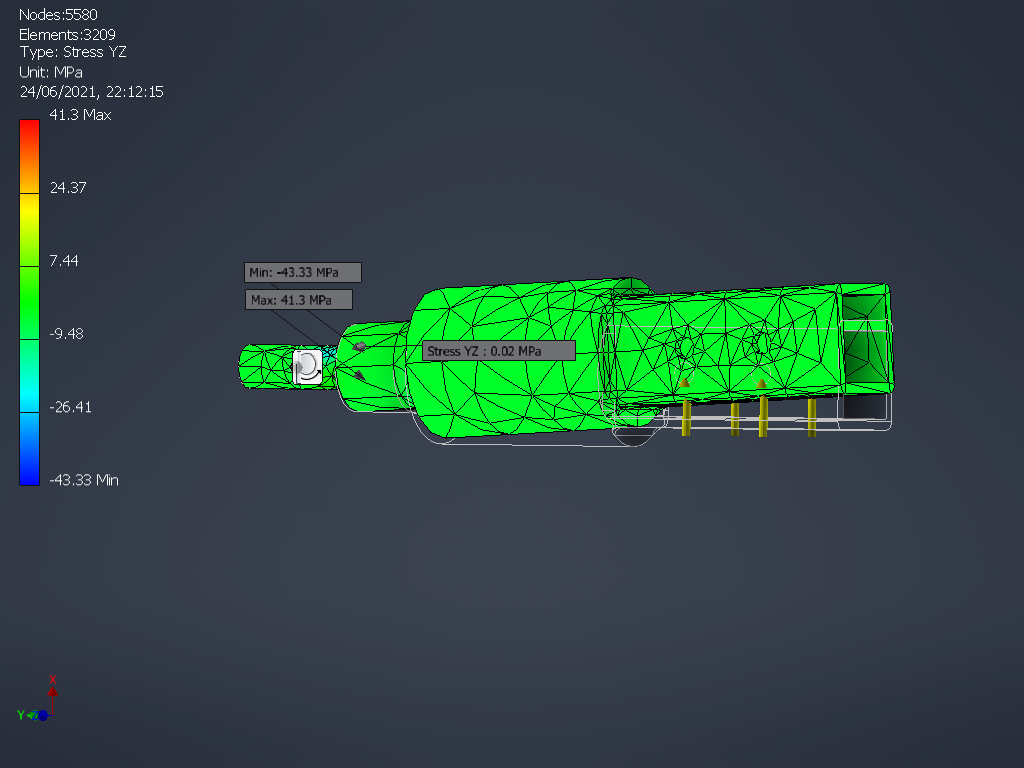 Nodes:5580
Elements:3209
Type: Stress YZ
Unit: MPa
24/06/2021, 22:12:15
41.3 Max
24.37
7.44
-9.48
-26.41
-43.33 Min
Min: -43.33 MPa
Max: 41.3 MPa
Stress YZ : 0.02 MPa
X
Y